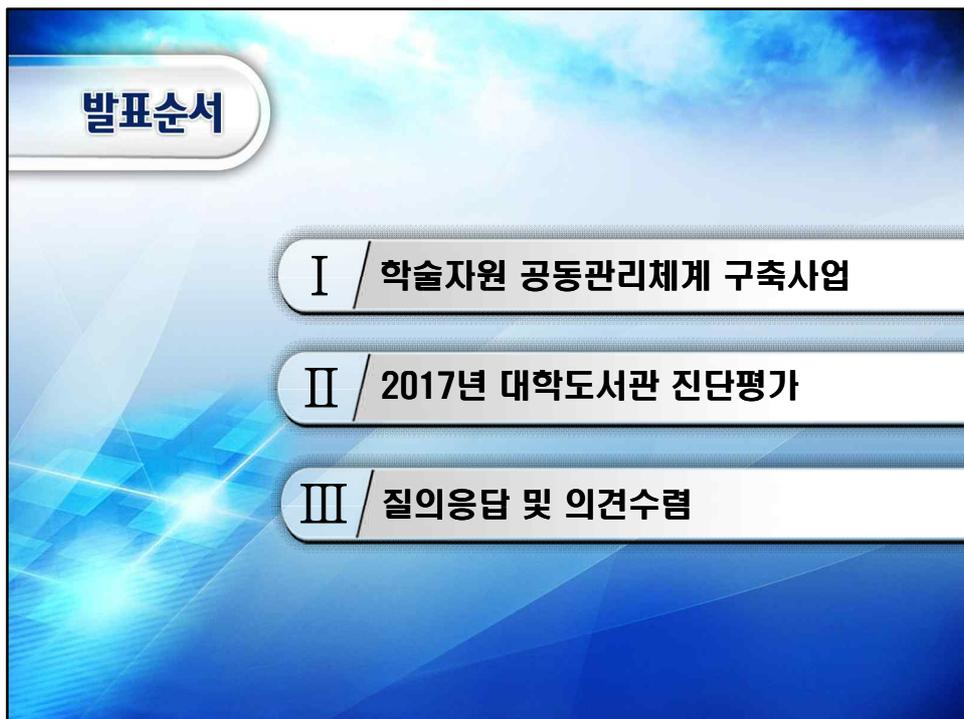 발표순서
Ⅰ 학술자원 공동관리체계 구축사업
Ⅱ 2017년 대학도서관 진단평가
Ⅲ 질의응답 및 의견수렴